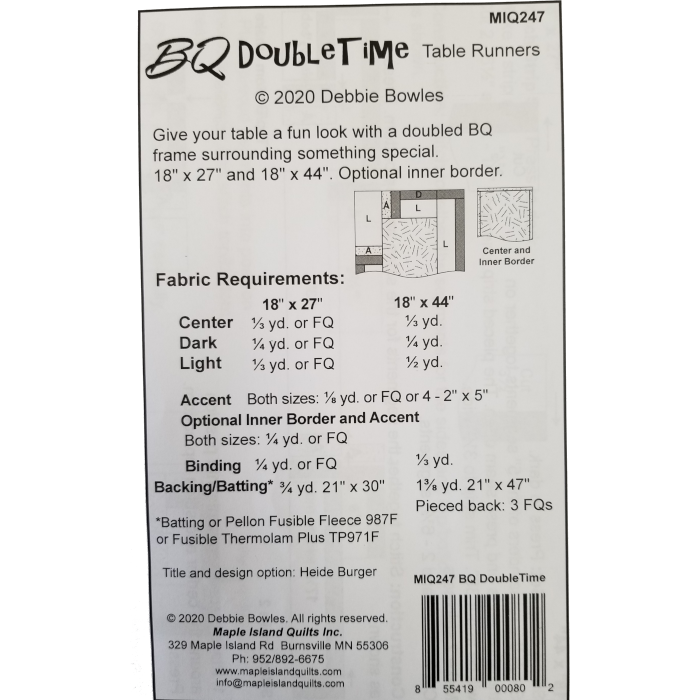 MIQ247
BQ DOUBLETIME Table Runners
© 2020 Debbie Bowles
Give your table a fun look with a doubled BQ
frame surrounding something special.
18" x 27" and 18" x 44". Optional inner border.
D
A L
L
L
A
Center and
Inner Border
Fabric Requirements:
18" x 27" 18" x 44"
Center ⅓ yd. or FQ ⅓ yd.
Dark ¼ yd. or FQ ¼ yd.
Light ⅓ yd. or FQ ½ yd.
Accent Both sizes: ⅛ yd. or FQ or 4 - 2" x 5"
Optional Inner Border and Accent
Both sizes: ¼ yd. or FQ
Binding ¼ yd. or FQ ⅓ yd.
Backing/Batting* ¾ yd. 21" x 30" 1⅜ yd. 21" x 47"
Pieced back: 3 FQs
*Batting or Pellon Fusible Fleece 987F
or Fusible Thermolam Plus TP971F
Title and design option: Heide Burger
MIQ247 BQ DoubleTime
© 2020 Debbie Bowles. All rights reserved.
Maple Island Quilts Inc.
329 Maple Island Rd Burnsville MN 55306
Ph: 952/892-6675
www.mapleislandquilts.com
info@mapleislandquilts.com
8 55419 00080 2